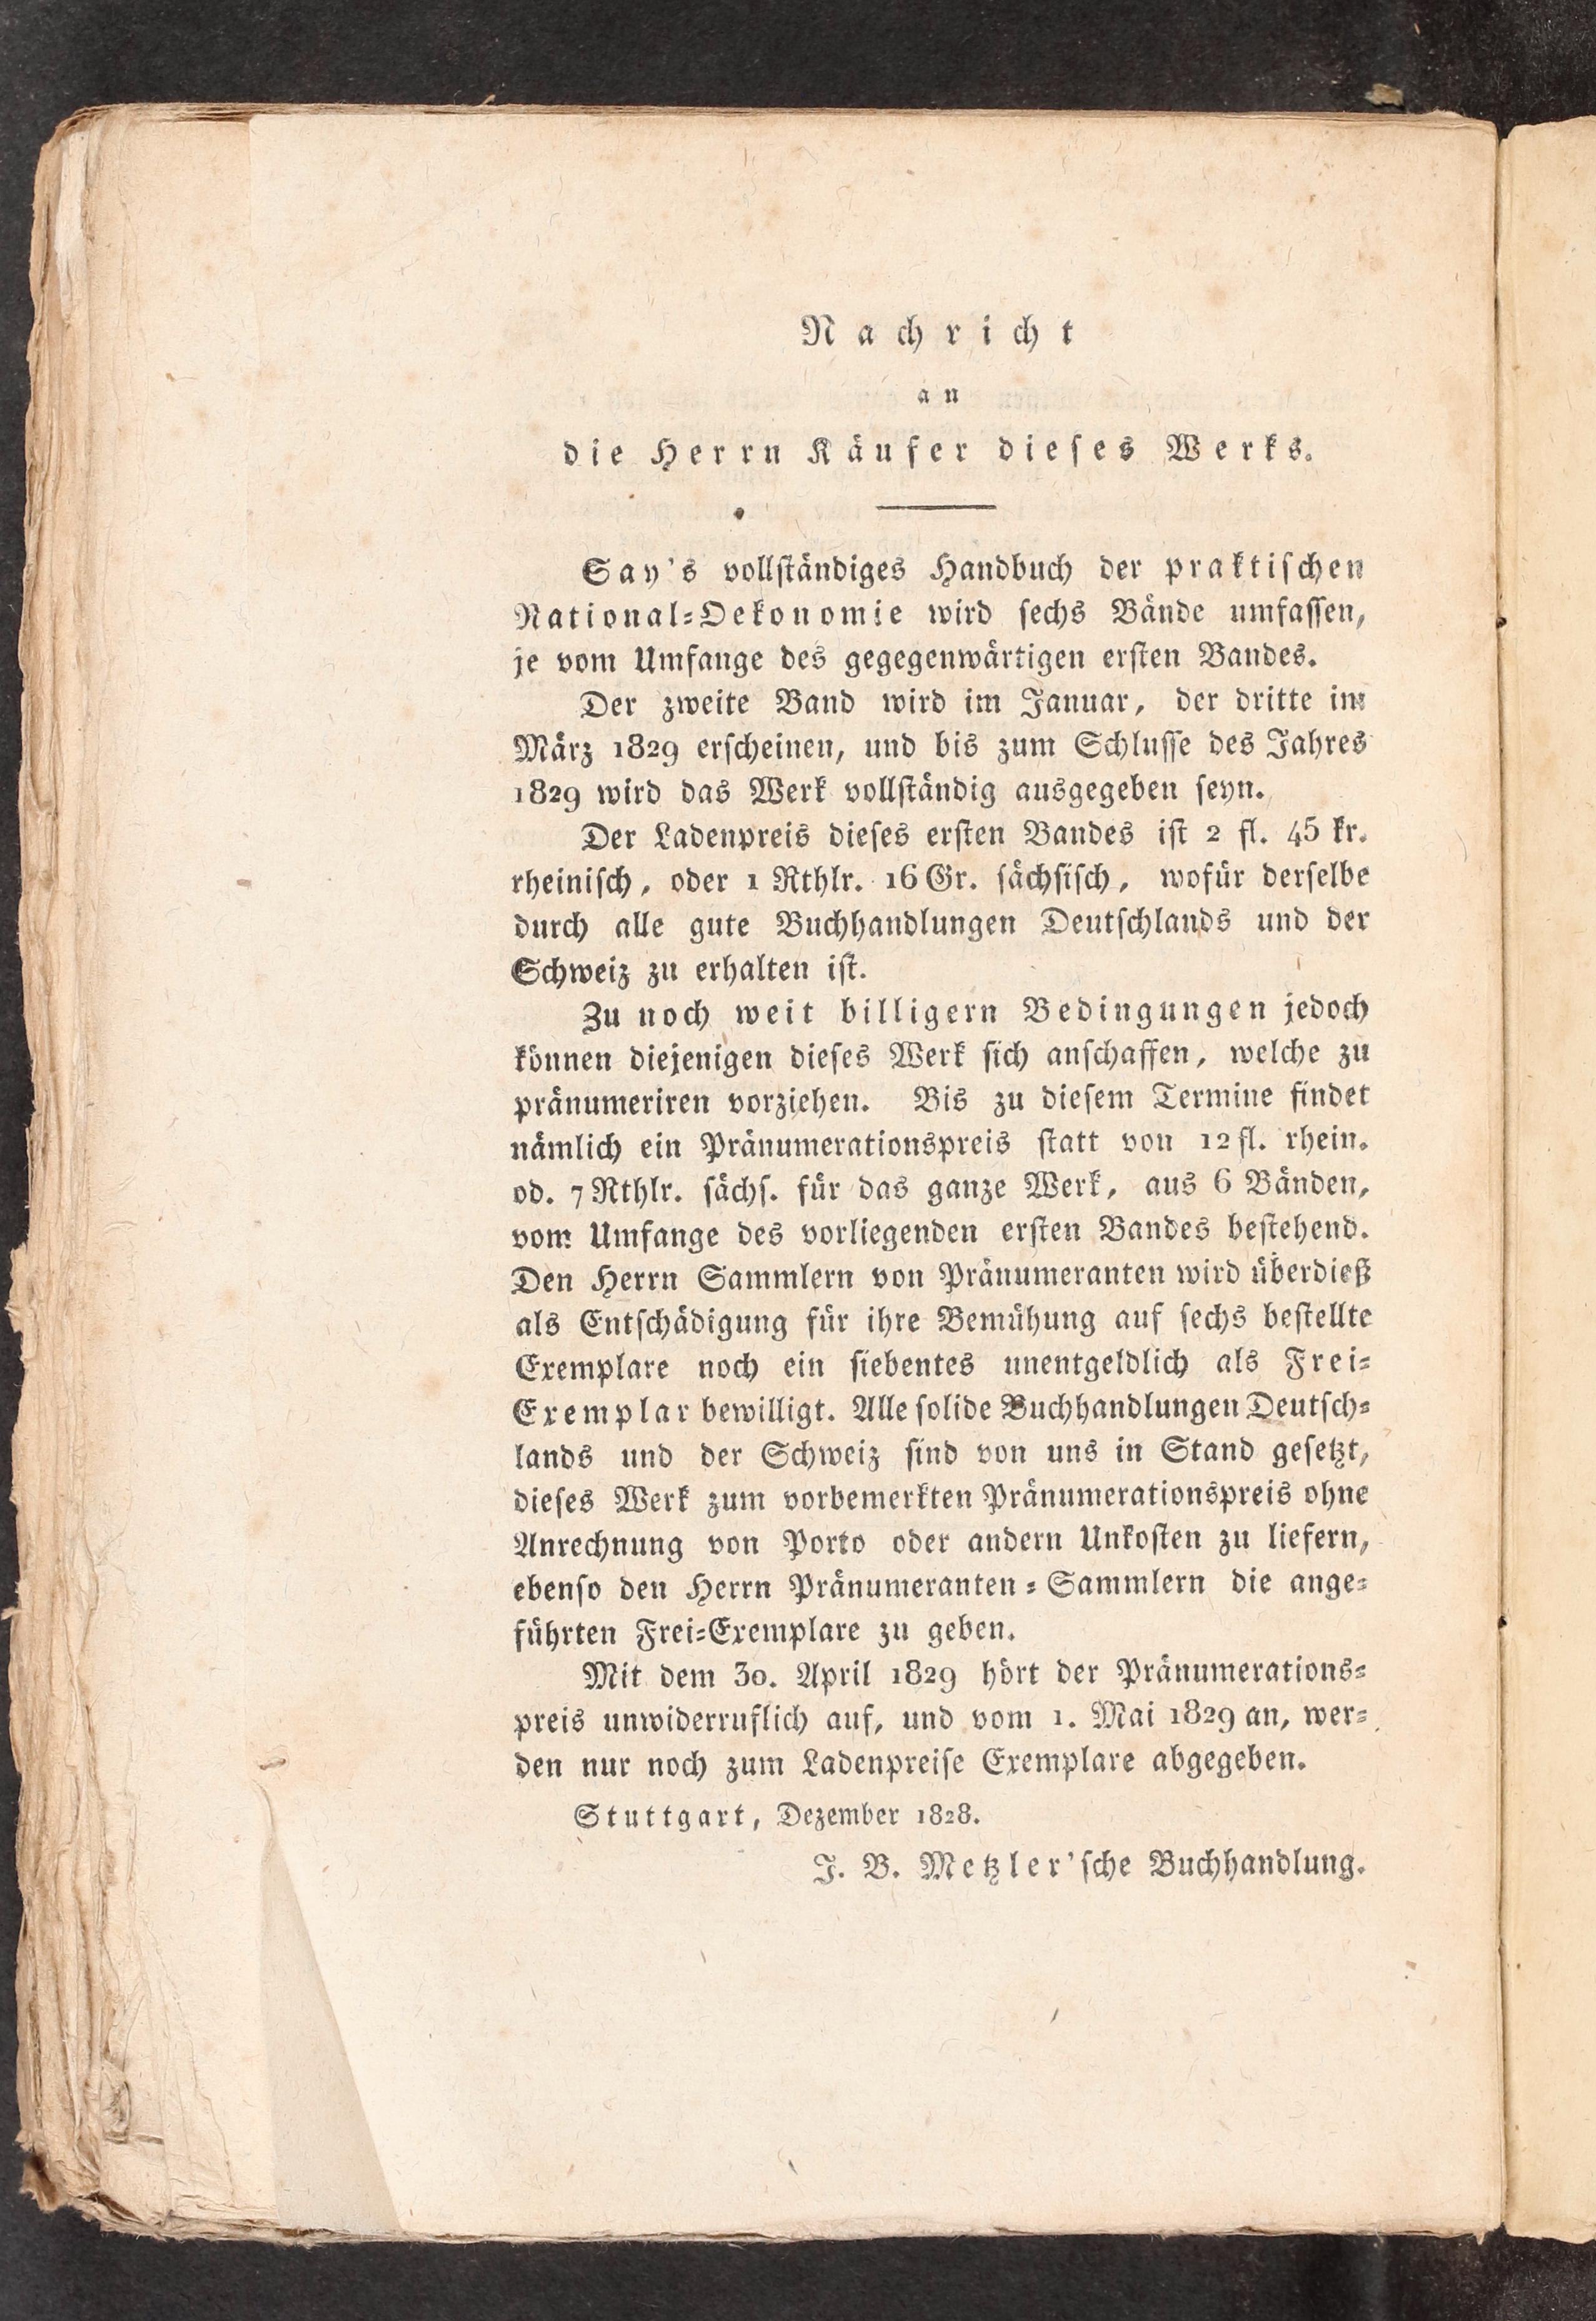 Nachricht
an
die Herrn Käufer dieses Werks.
Say's vollständiges Handbuch der praktischen
National-Oekonomie wird sechs Bände umfassen,
je vom Umfange des gegegenwärtigen ersten Bandes.
Der zweite Band wird im Januar, der dritte im
März 1829 erscheinen, und bis zum Schlusse des Jahres
1829 wird das Werk vollständig ausgegeben seyn.
Der Ladenpreis dieses ersten Bandes ist 2 fl. 45 kr.
rheinisch, oder 1 Rthlr. 16 Gr. sächsisch, wofür derselbe
durch alle gute Buchhandlungen Deutschlands und der
Schweiz zu erhalten ist.
Zu noch weit billigern Bedingungen jedoch
können diejenigen dieses Werk sich anschaffen, welche zu
pränumeriren vorziehen. Bis zu diesem Termine findet
nämlich ein Pränumerationspreis statt von 12 fl. rhein.
od. 7 Rthlr. sächs. für das ganze Werk, aus 6 Bänden,
vom Umfange des vorliegenden ersten Bandes bestehend.
Den Herrn Sammlern von Pränumeranten wird überdieß
als Entschädigung für ihre Bemühung auf sechs bestellte
Exemplare noch ein siebentes unentgeldlich als Frei-
Exemplar bewilligt. Alle solide Buchhandlungen Deutsch-
lands und der Schweiz sind von uns in Stand gesetzt,
dieses Werk zum vorbemerkten Pränumerationspreis ohne
Anrechnung von Porto oder andern Unkosten zu liefern,
ebenso den Herrn Pränumeranten-Sammlern die ange-
führten Frei-Exemplare zu geben.
Mit dem 30. April 1829 hört der Pränumerations-
preis unwiderruflich auf, und vom 1. Mai 1829 an, wer-
den nur noch zum Ladenpreise Exemplare abgegeben.
Stuttgart, Dezember 1828.
J. B. Metzler'sche Buchhandlung.